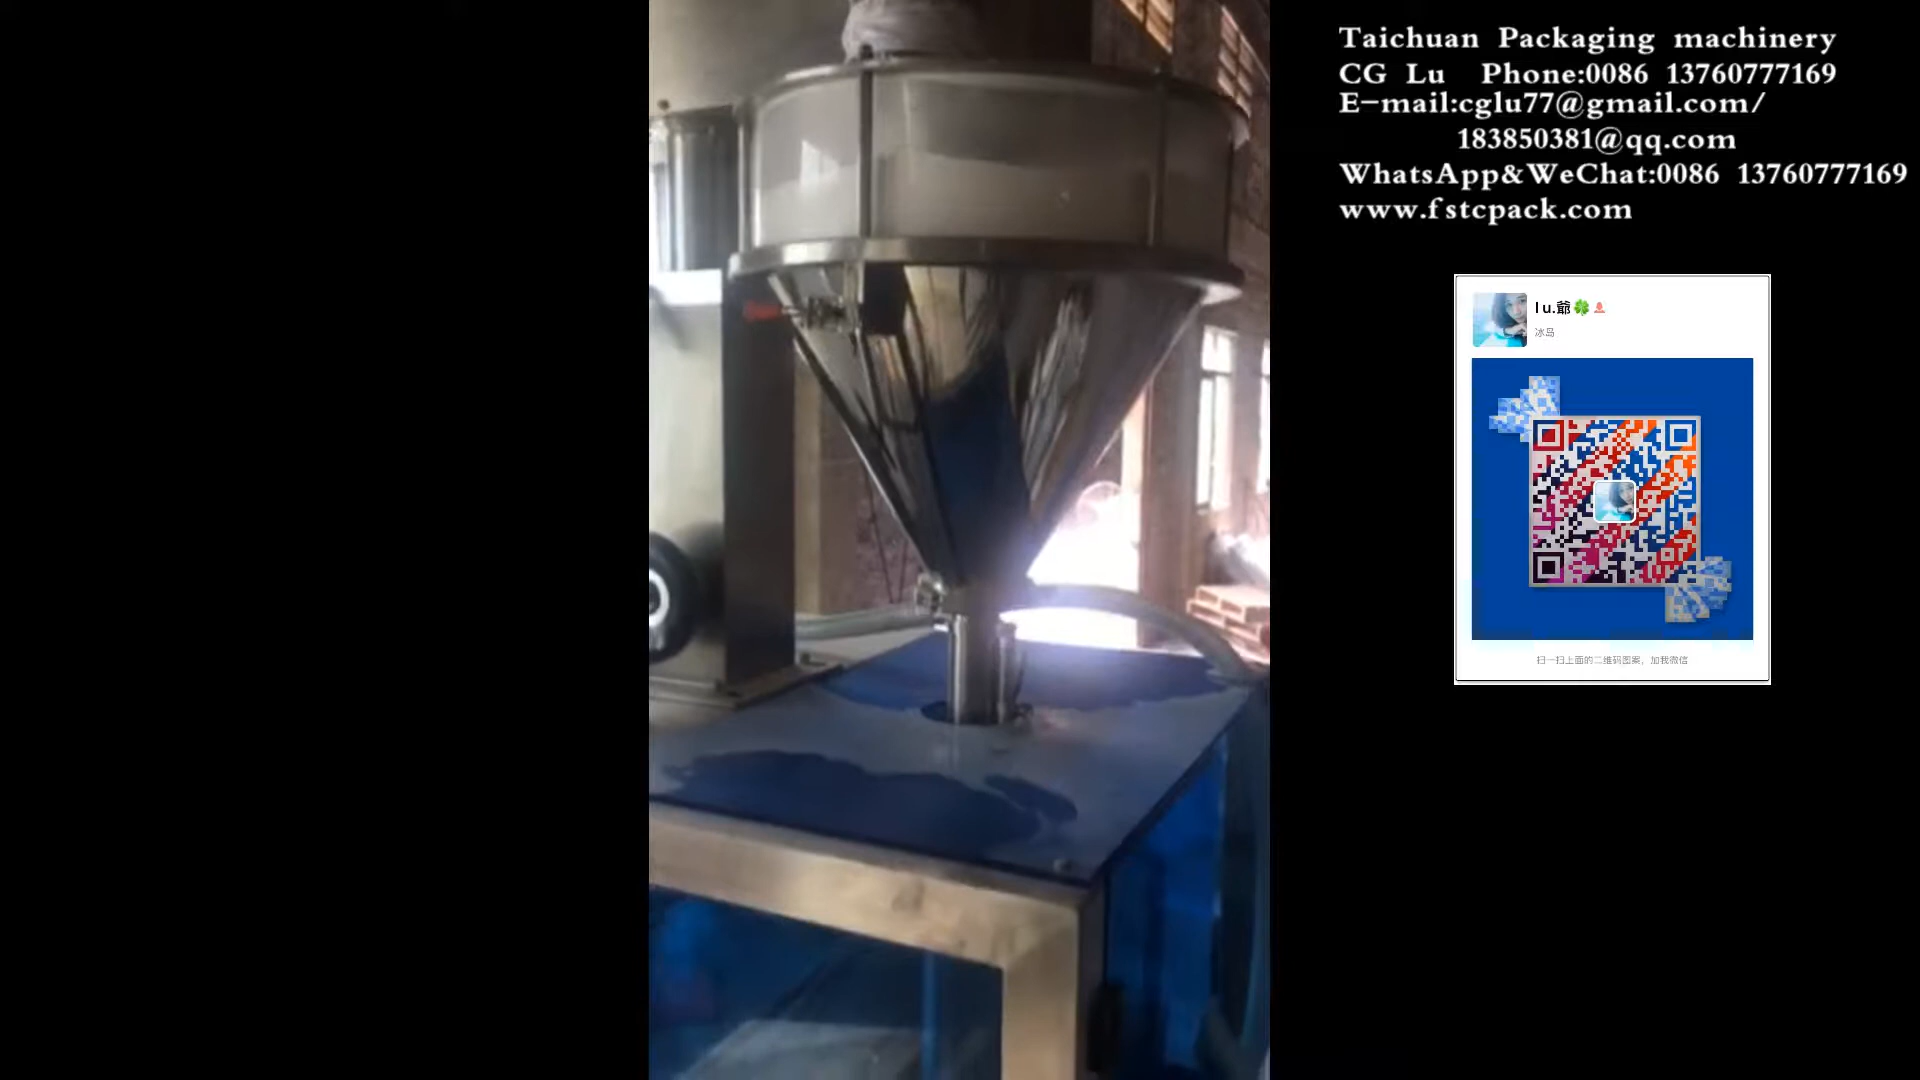 Taichuan Packaging machinery
CG Lu Phone:0086 13760777169
E-mail:cglu77@gmail.com/
183850381@qq.com
WhatsApp&WeChat:0086 13760777169
www.fstcpack.com
lu.爺
冰岛
扫一扫上面的二维码图案，加我微信